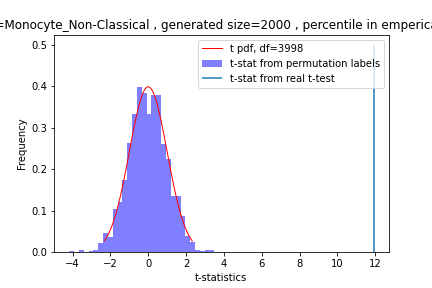 =Monocyte_Non-Classical , generated size=2000 , percentile in emperica
t pdf, df=3998
t-stat from permutation labels
t-stat from real t-test
Frequency
0.5
0.4
0.3
0.2
0.1
0.0
−4 −2 0 2 4 6 8 10 12
t-statistics